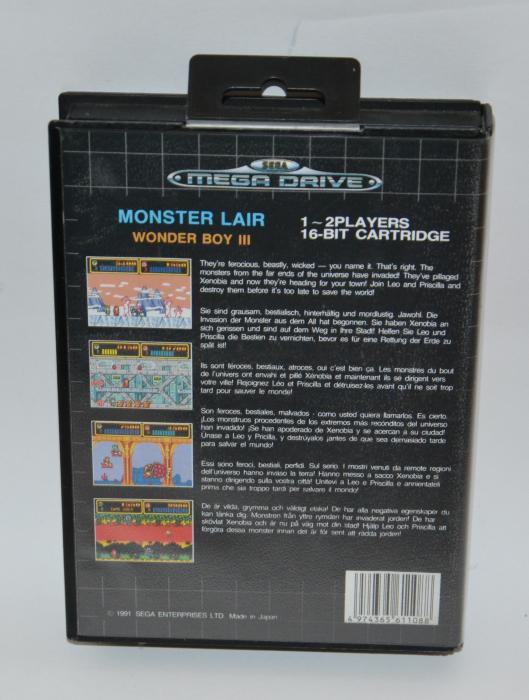 SEGA
MEGA DRIVE
MONSTER LAIR
WONDER BOY III
1~2PLAYERS
16-BIT CARTRIDGE
They're ferocious, beastly, wicked — you name it. That's right. The
monsters from the far ends of the universe have invaded! They've pillaged
Xenobia and now they're heading for your town! Join Leo and Priscilla and
destroy them before it's too late to save the world!
Sie sind grausam, bestialisch, hinterhältig und mordlustig. Jawohl. Die
Invasion der Monster aus dem All hat begonnen. Sie haben Xenobia an
sich gerissen und sind auf dem Weg in Ihre Stadt! Helfen Sie Leo und
Priscilla die Bestien zu vernichten, bevor es für eine Rettung der Erde zu
spät ist!
Ils sont féroces, bestiaux, atroces, oui c'est bien ça. Les monstres du bout
de l'univers ont envahi et pillé Xénobia et maintenant ils se dirigent vers
votre ville! Rejoignez Léo et Priscilla et détruisez-les avant qu'il ne soit trop
tard pour sauver le monde!
Son feroces, bestiales, malvados - como usted quiera llamarlos. Es cierto.
¡Los monstruos procedentes de los extremos más recónditos del universo
han invadido! ¡Se han apoderado de Xenobia y se acercan a su ciudad!
Unase a Leo y Pricilla, y destrúyalos ¡antes de que sea demasiado tarde
para salvar el mundo!
Essi sono feroci, bestiali, perfidi. Sul serio. I mostri venuti da remote regioni
dell'universo hanno invaso la terra! Hanno messo a sacco Xenobia e si
stanno dirigendo sulla vostra città! Unitevi a Leo e Priscilla e annientateli
prima che sia troppo tardi per salvare il mondo!
De är vilda, grymma och väldigt elaka! De har alla negativa egenskaper du
kan tänka dig. Monstren från yttre rymden har invaderat jorden! De har
skövlat Xenobia och är nu på väg mot din stad! Hjälp Leo och Priscilla att
förgöra dessa monster innan det är för sent att rädda jorden!
© 1991 SEGA ENTERPRISES LTD. Made in Japan
4 974365 611088